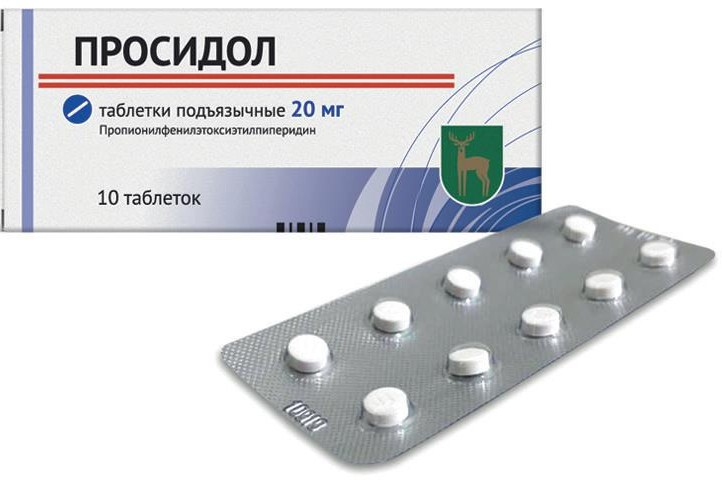 ПРОСИДОЛ
таблетки подъязычные 20 мг
Пропионилфенилэтоксиэтилпиперидин
10 таблеток